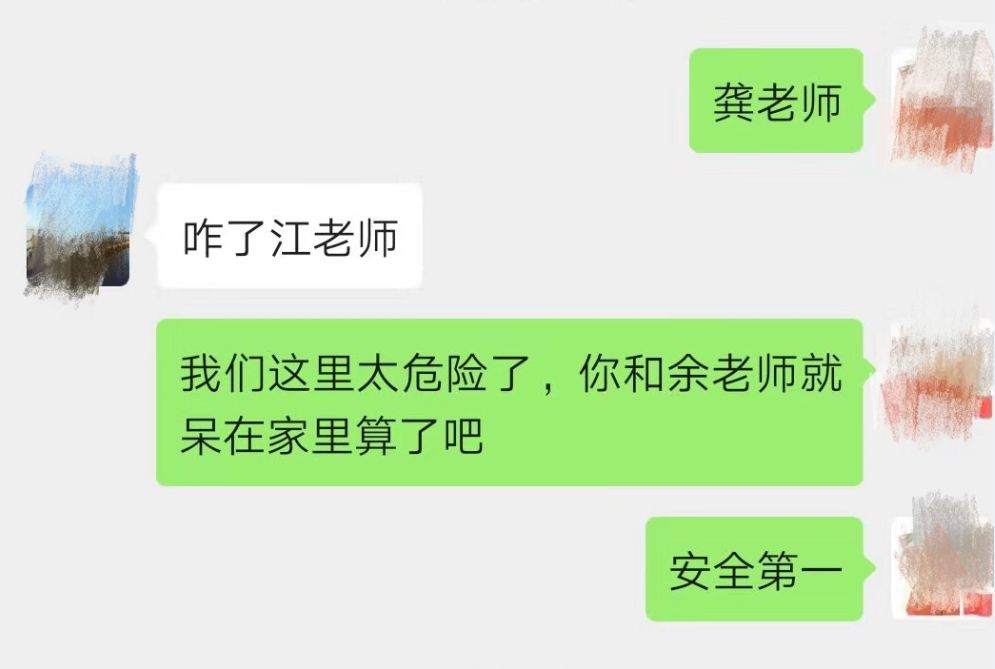 龚老师
咋了江老师
我们这里太危险了，你和余老师就
呆在家里算了吧
安全第一